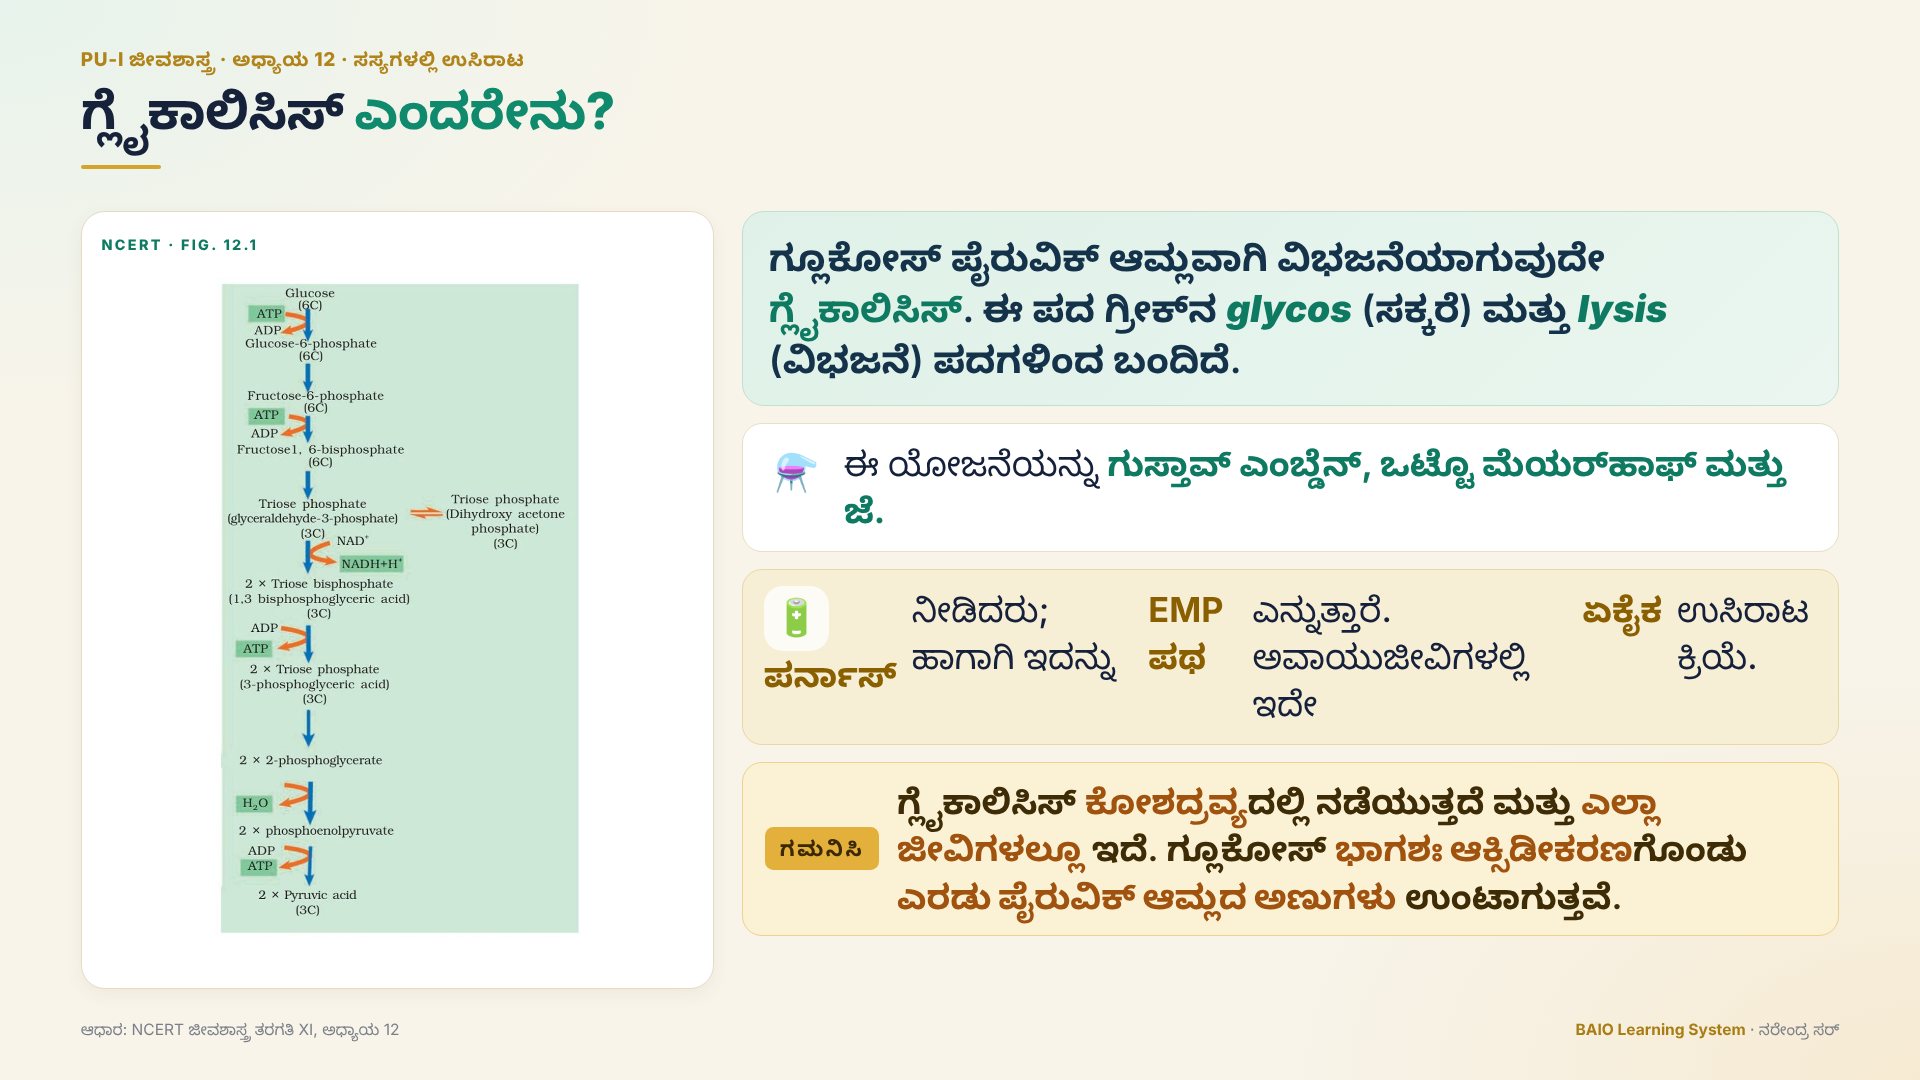 PU-I ಜೀವಶಾಸ್ತ್ರ · ಅಧ್ಯಾಯ 12 · ಸಸ್ಯಗಳಲ್ಲಿ ಉಸಿರಾಟ
ಗ್ಲೈಕಾಲಿಸಿಸ್ ಎಂದರೇನು?
NCERT · FIG. 12.1
Glucose
(6C)
ATP
ADP
Glucose-6-phosphate
(6C)
Fructose-6-phosphate
(6C)
ATP
ADP
Fructose1, 6-bisphosphate
(6C)
Triose phosphate
(glyceraldehyde-3-phosphate)
(3C)
Triose phosphate
(Dihydroxy acetone
phosphate)
(3C)
NAD⁺
NADH+H⁺
2 × Triose bisphosphate
(1,3 bisphosphoglyceric acid)
(3C)
ADP
ATP
2 × Triose phosphate
(3-phosphoglyceric acid)
(3C)
2 × 2-phosphoglycerate
H₂O
2 × phosphoenolpyruvate
ADP
ATP
2 × Pyruvic acid
(3C)
ಗ್ಲೂಕೋಸ್ ಪೈರುವಿಕ್ ಆಮ್ಲವಾಗಿ ವಿಭಜನೆಯಾಗುವುದೇ
ಗ್ಲೈಕಾಲಿಸಿಸ್. ಈ ಪದ ಗ್ರೀಕ್‌ನ glycos (ಸಕ್ಕರೆ) ಮತ್ತು lysis
(ವಿಭಜನೆ) ಪದಗಳಿಂದ ಬಂದಿದೆ.
ಈ ಯೋಜನೆಯನ್ನು ಗುಸ್ತಾವ್ ಎಂಬ್ಡೆನ್, ಒಟ್ಟೊ ಮೆಯರ್‌ಹಾಫ್ ಮತ್ತು
ಜೆ.
ಪರ್ನಾಸ್
ನೀಡಿದರು;
ಹಾಗಾಗಿ ಇದನ್ನು
EMP
ಪಥ
ಎನ್ನುತ್ತಾರೆ.
ಅವಾಯುಜೀವಿಗಳಲ್ಲಿ
ಇದೇ
ಏಕೈಕ
ಉಸಿರಾಟ
ಕ್ರಿಯೆ.
ಗಮನಿಸಿ
ಗ್ಲೈಕಾಲಿಸಿಸ್ ಕೋಶದ್ರವ್ಯದಲ್ಲಿ ನಡೆಯುತ್ತದೆ ಮತ್ತು ಎಲ್ಲಾ
ಜೀವಿಗಳಲ್ಲೂ ಇದೆ. ಗ್ಲೂಕೋಸ್ ಭಾಗಶಃ ಆಕ್ಸಿಡೀಕರಣಗೊಂಡು
ಎರಡು ಪೈರುವಿಕ್ ಆಮ್ಲದ ಅಣುಗಳು ಉಂಟಾಗುತ್ತವೆ.
ಆಧಾರ: NCERT ಜೀವಶಾಸ್ತ್ರ ತರಗತಿ XI, ಅಧ್ಯಾಯ 12
BAIO Learning System · ನರೇಂದ್ರ ಸರ್